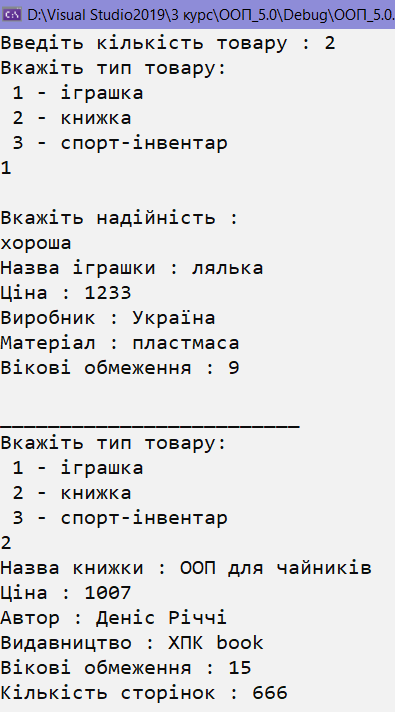 D:\Visual Studio2019\3 курс\ООП_5.0\Debug\ООП_5.0.
Введіть кількість товару : 2
Вкажіть тип товару:
1 - іграшка
2 - книжка
3 - спорт-інвентар
1
Вкажіть надійність :
хороша
Назва іграшки : лялька
Ціна : 1233
Виробник : Україна
Матеріал : пластмаса
Вікові обмеження : 9
_________________________
Вкажіть тип товару:
1 - іграшка
2 - книжка
3 - спорт-інвентар
2
Назва книжки : ООП для чайників
Ціна : 1007
Автор : Деніс Річчі
Видавництво : ХПК book
Вікові обмеження : 15
Кількість сторінок : 666